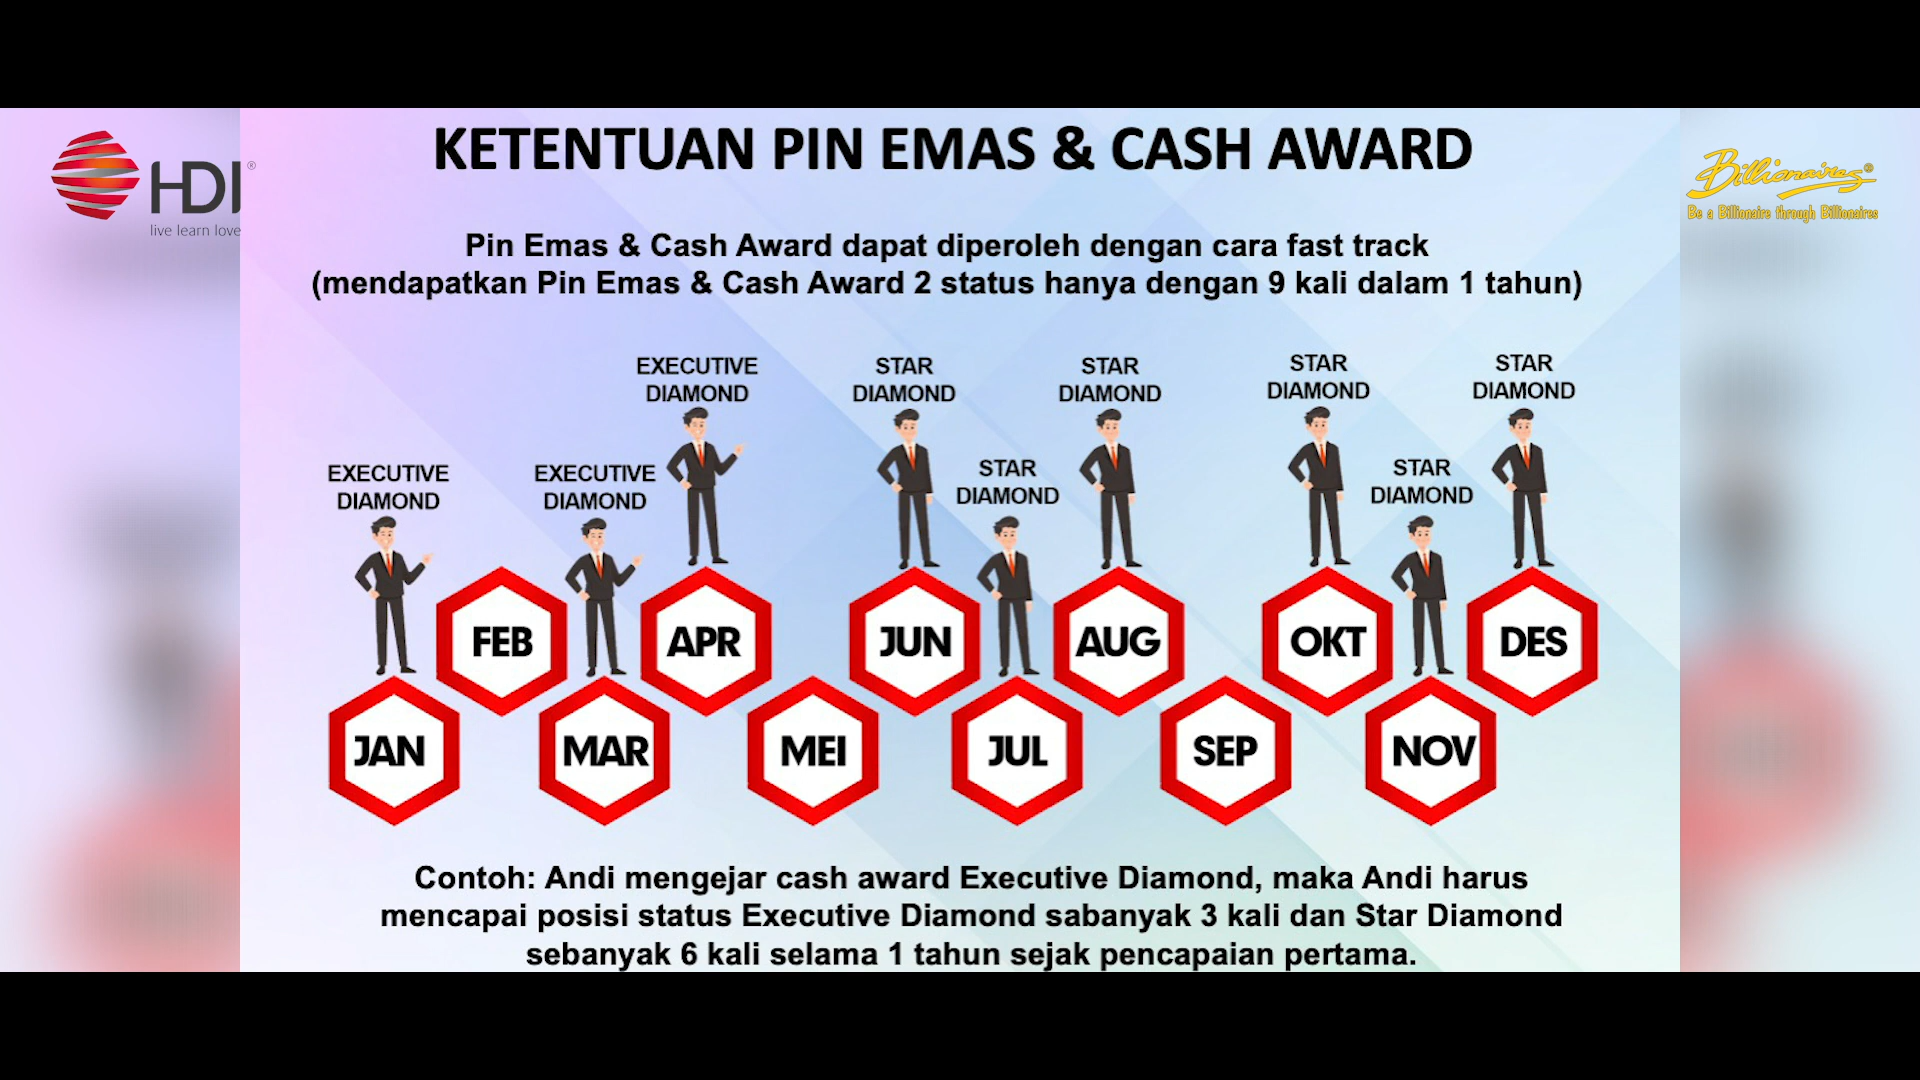 HDI®
live learn love
KETENTUAN PIN EMAS & CASH AWARD
Billionaires®
Be a Billionaire through Billionaires
Pin Emas & Cash Award dapat diperoleh dengan cara fast track
(mendapatkan Pin Emas & Cash Award 2 status hanya dengan 9 kali dalam 1 tahun)
EXECUTIVE
DIAMOND
EXECUTIVE
DIAMOND
EXECUTIVE
DIAMOND
STAR
DIAMOND
STAR
DIAMOND
STAR
DIAMOND
STAR
DIAMOND
STAR
DIAMOND
STAR
DIAMOND
JAN
FEB
MAR
APR
MEI
JUN
JUL
AUG
SEP
OKT
NOV
DES
Contoh: Andi mengejar cash award Executive Diamond, maka Andi harus
mencapai posisi status Executive Diamond sabanyak 3 kali dan Star Diamond
sebanyak 6 kali selama 1 tahun sejak pencapaian pertama.